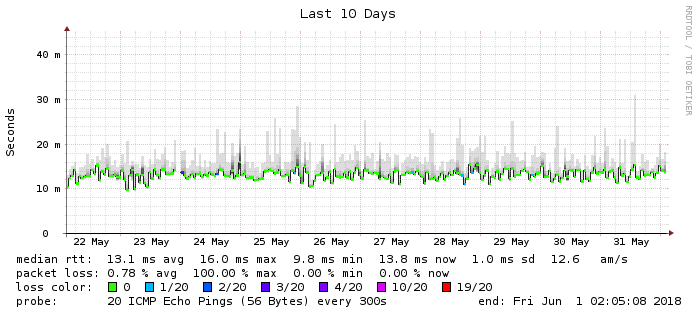 Last 10 Days
RRDTOOL / TOBI OETIKER
Seconds
40 m
30 m
20 m
10 m
0
22 May 23 May 24 May 25 May 26 May 27 May 28 May 29 May 30 May 31 May
median rtt: 13.1 ms avg 16.0 ms max 9.8 ms min 13.8 ms now 1.0 ms sd 12.6 am/s
packet loss: 0.78 % avg 100.00 % max 0.00 % min 0.00 % now
loss color: 0 1/20 2/20 3/20 4/20 10/20 19/20
probe: 20 ICMP Echo Pings (56 Bytes) every 300s end: Fri Jun 1 02:05:08 2018